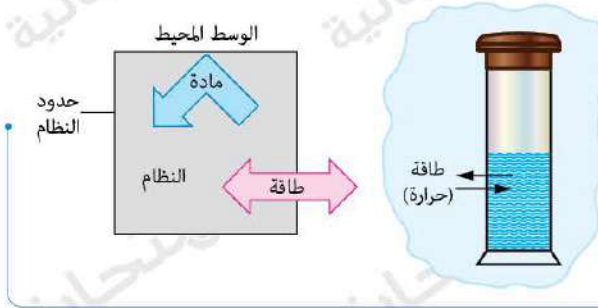 الوسط المحيط
مادة
حدود
النظام
النظام
طاقة
طاقة
(حرارة)